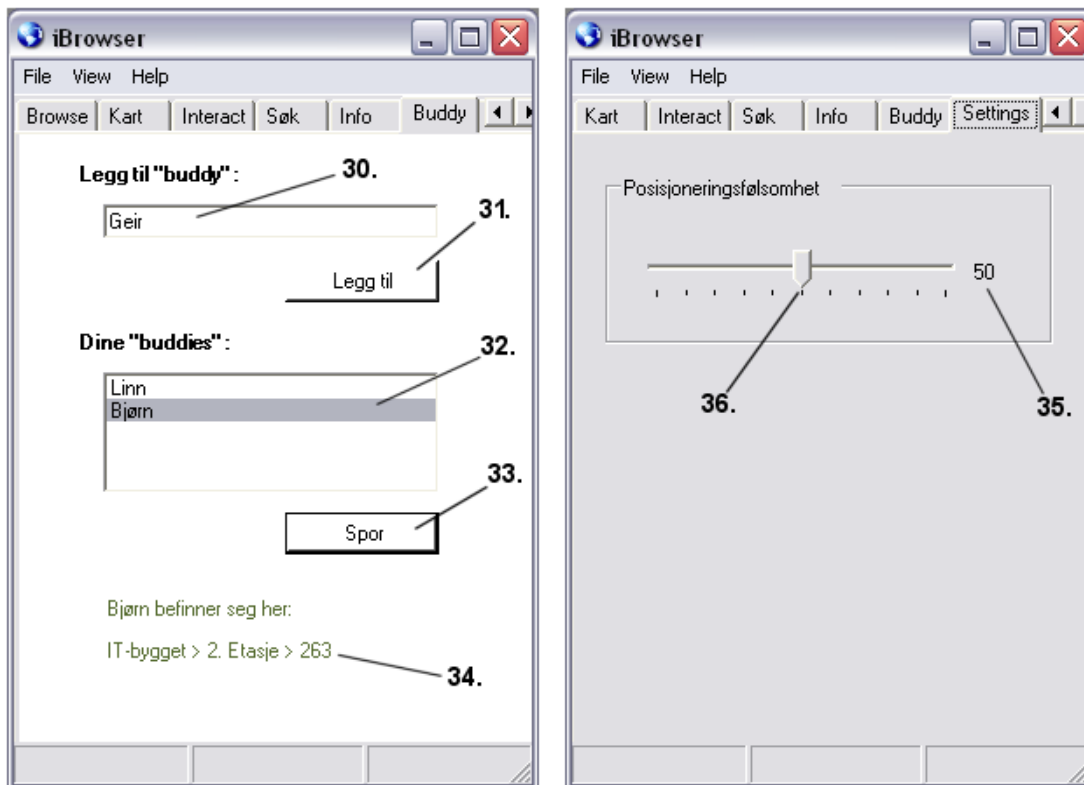 iBrowser
File View Help
Browse Kart Interact Søk Info Buddy
Legg til "buddy" :
30.
Geir
31.
Legg til
Dine "buddies" :
32.
Linn
Bjørn
33.
Spor
Bjørn befinner seg her:
IT-bygget > 2. Etasje > 263
34.
iBrowser
File View Help
Kart Interact Søk Info Buddy Settings
Posisjoneringsfølsomhet
50
36.
35.